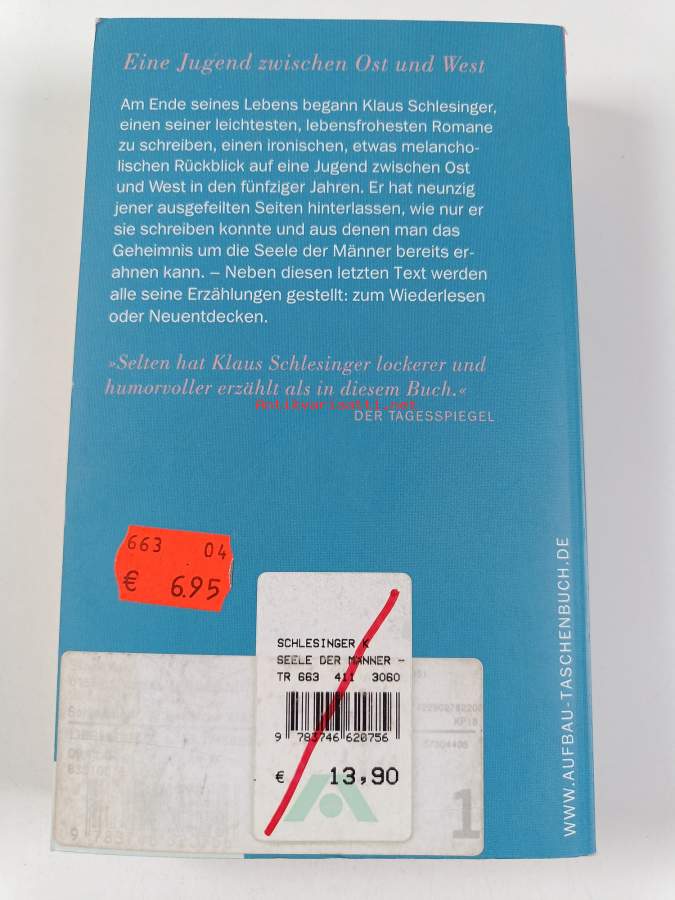 Eine Jugend zwischen Ost und West
Am Ende seines Lebens begann Klaus Schlesinger,
einen seiner leichtesten, lebensfrohesten Romane
zu schreiben, einen ironischen, etwas melancho-
lischen Rückblick auf eine Jugend zwischen Ost
und West in den fünfziger Jahren. Er hat neunzig
jener ausgefeilten Seiten hinterlassen, wie nur er
sie schreiben konnte und aus denen man das
Geheimnis um die Seele der Männer bereits er-
ahnen kann. – Neben diesen letzten Text werden
alle seine Erzählungen gestellt: zum Wiederlesen
oder Neuentdecken.
»Selten hat Klaus Schlesinger lockerer und
humorvoller erzählt als in diesem Buch.«
Antikvariaatti.net
DER TAGESSPIEGEL
663 04
€ 6.95
SCHLESINGER K
SEELE DER MÄNNER -
TR 663 411 3060
9 783746 620756
€ 13,90
1
WWW.AUFBAU-TASCHENBUCH.DE